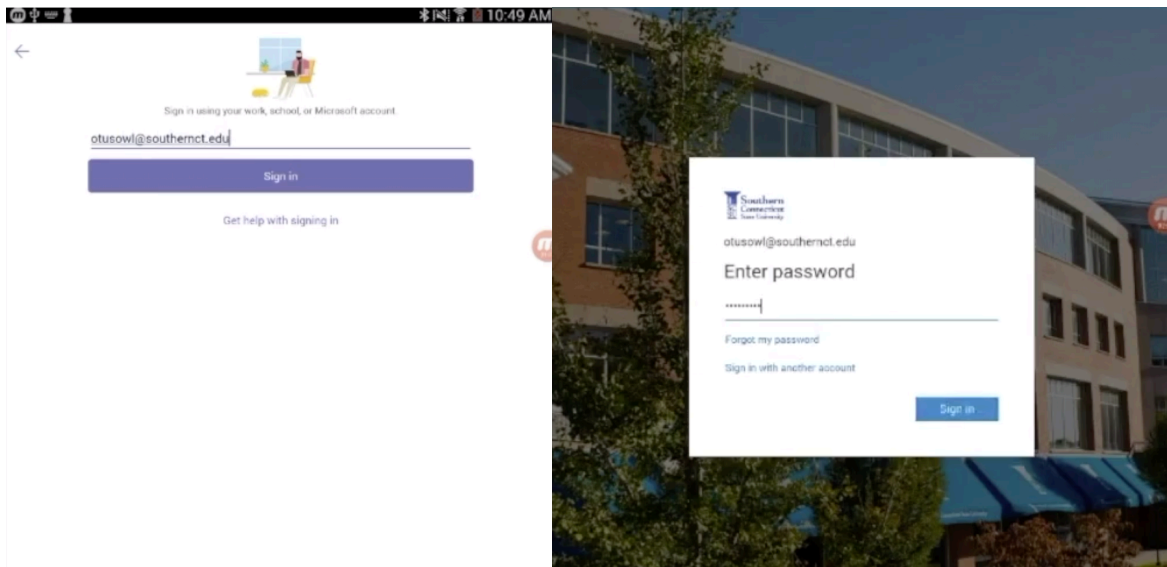 10:49 AM
Sign in using your work, school, or Microsoft account.
otusowl@southernct.edu
Sign in
Get help with signing in
Southern
Connecticut
State University
otusowl@southernct.edu
Enter password
Forgot my password
Sign in with another account
Sign in